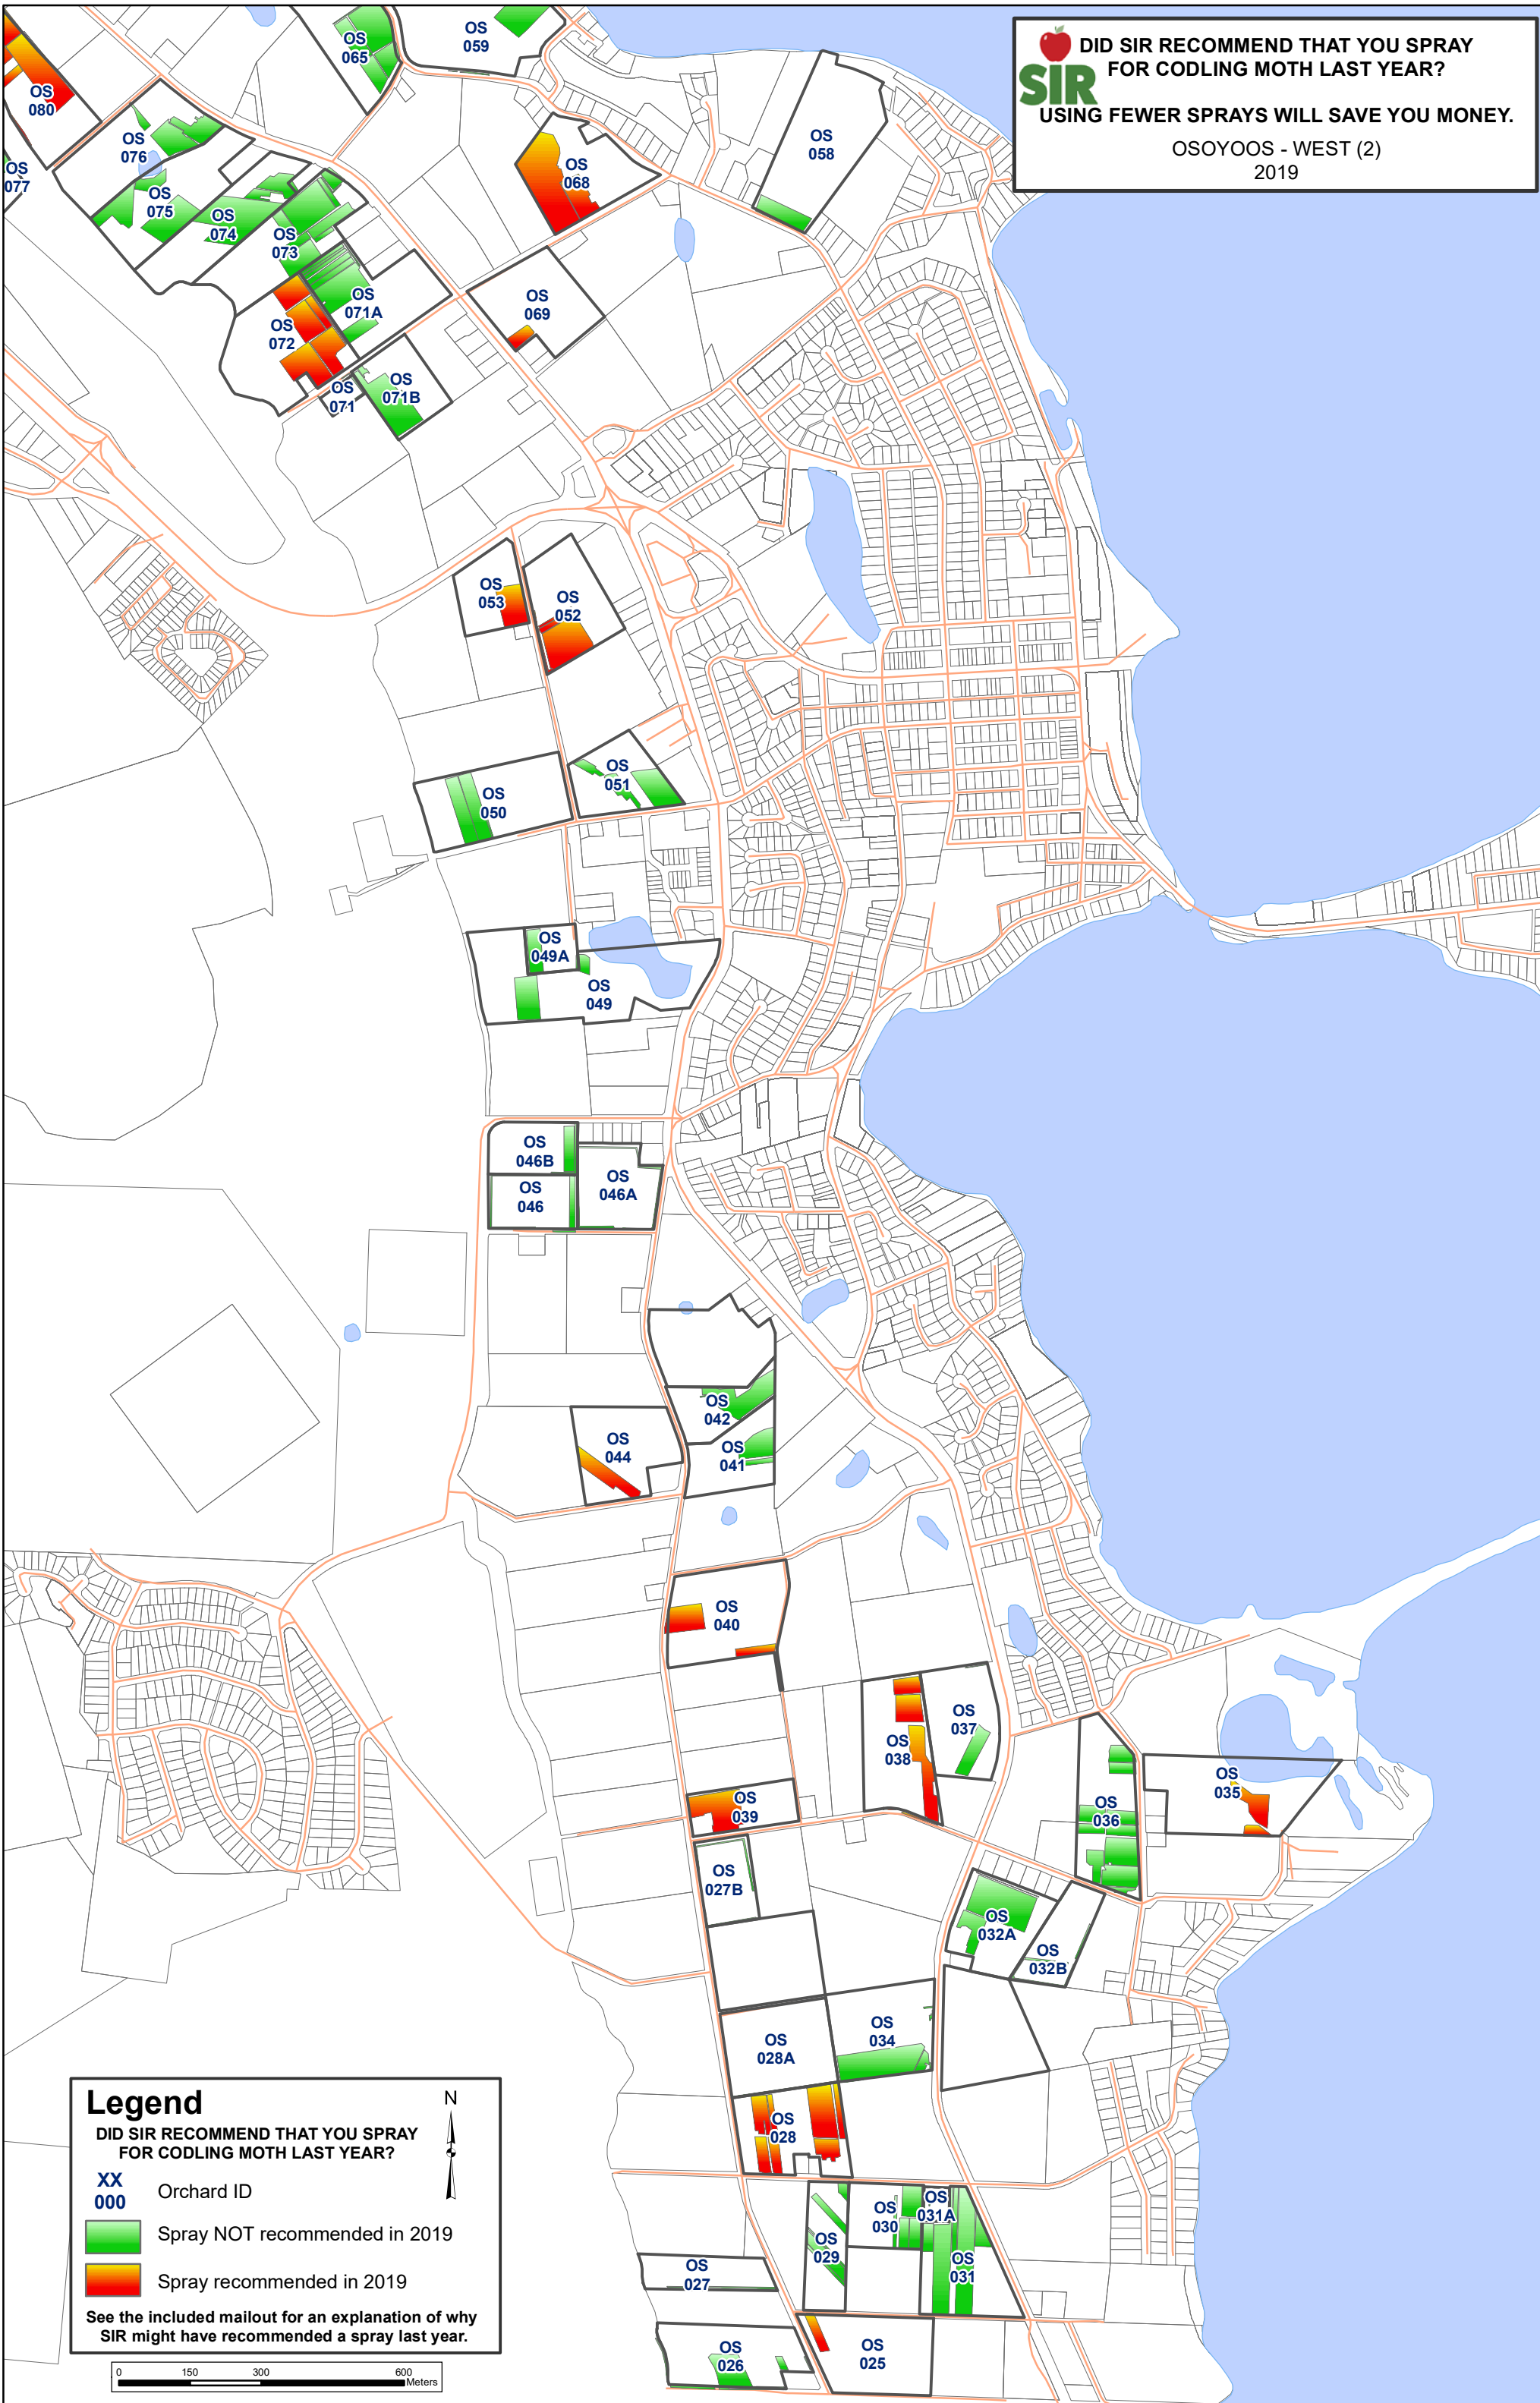 SIR
DID SIR RECOMMEND THAT YOU SPRAY
FOR CODLING MOTH LAST YEAR?
USING FEWER SPRAYS WILL SAVE YOU MONEY.
OSOYOOS - WEST (2)
2019
OS
059
OS
065
OS
080
OS
076
OS
077
OS
075
OS
074
OS
073
OS
068
OS
058
OS
069
OS
071A
OS
072
OS
071
OS
071B
OS
053
OS
052
OS
051
OS
050
OS
049A
OS
049
OS
046B
OS
046
OS
046A
OS
042
OS
041
OS
044
OS
040
OS
037
OS
038
OS
039
OS
035
OS
036
OS
027B
OS
032A
OS
032B
OS
034
OS
028A
OS
028
OS
031A
OS
030
OS
029
OS
031
OS
027
OS
026
OS
025
Legend
DID SIR RECOMMEND THAT YOU SPRAY
FOR CODLING MOTH LAST YEAR?
N
XX
000
Orchard ID
Spray NOT recommended in 2019
Spray recommended in 2019
See the included mailout for an explanation of why
SIR might have recommended a spray last year.
0 150 300 600
Meters